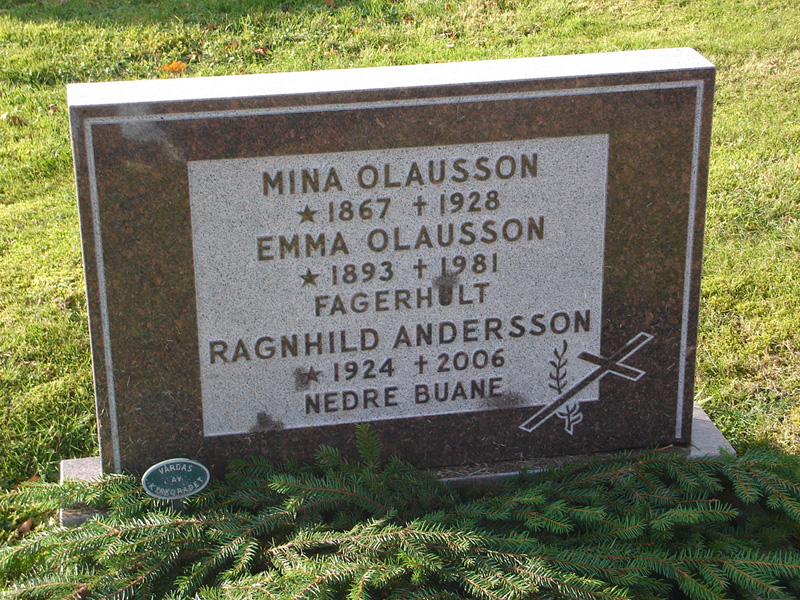 MINA OLAUSSON
★ 1867 † 1928
EMMA OLAUSSON
★ 1893 † 1981
FAGERHULT
RAGNHILD ANDERSSON
★ 1924 † 2006
NEDRE BUANE
VÅRDAS
AV
KYRKORÅDET